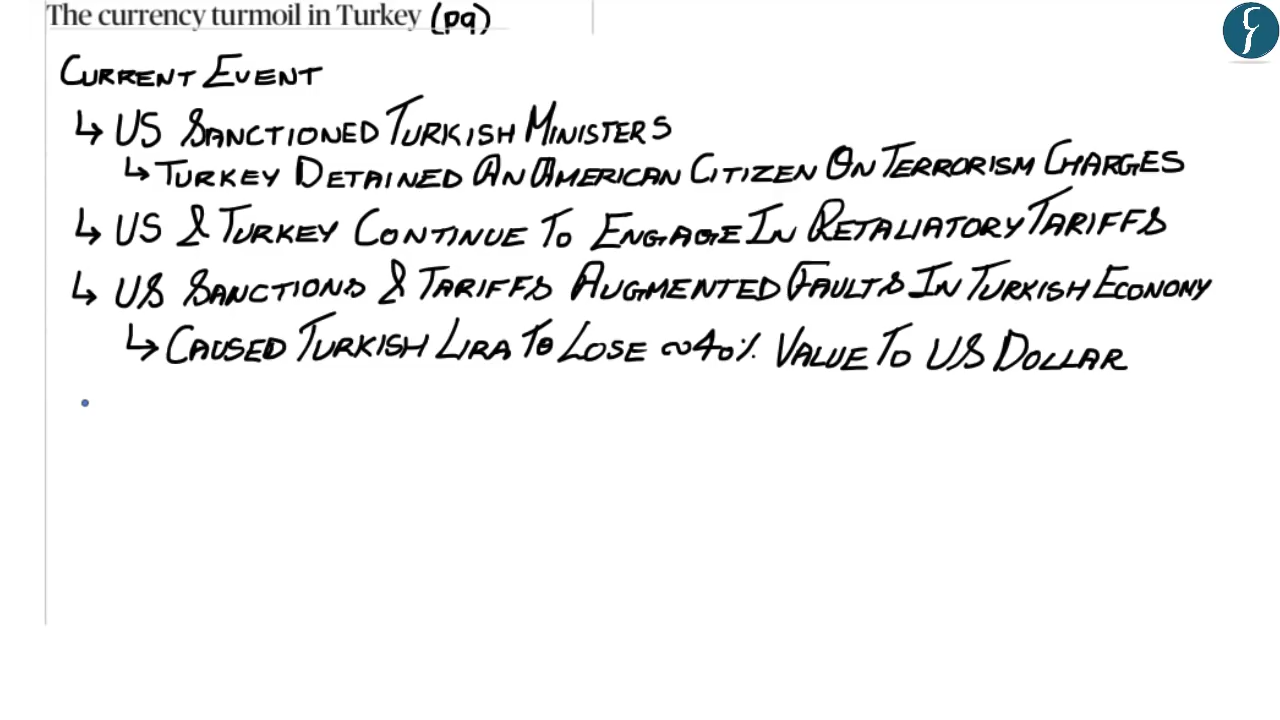 The currency turmoil in Turkey (pq)
CURRENT EVENT
↳ US SANCTIONED TURKISH MINISTERS
↳ TURKEY DETAINED AN AMERICAN CITIZEN ON TERRORISM CHARGES
↳ US & TURKEY CONTINUE TO ENGAGE IN RETALIATORY TARIFFS
↳ US SANCTIONS & TARIFFS AUGMENTED FAULTS IN TURKISH ECONOMY
↳ CAUSED TURKISH LIRA TO LOSE ~40% VALUE TO US DOLLAR